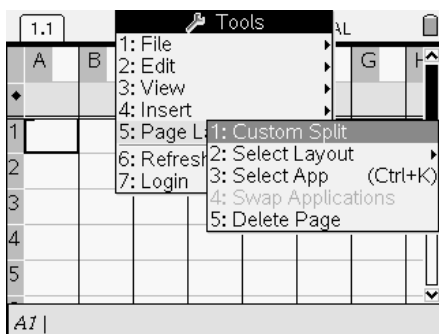 1.1 Tools AL
1: File
A B G H
2: Edit
3: View
4: Insert
1 5: Page La 1: Custom Split
6: Refresh 2: Select Layout
2 7: Login 3: Select App (Ctrl+K)
3 4: Swap Applications
5: Delete Page
4
5
A1